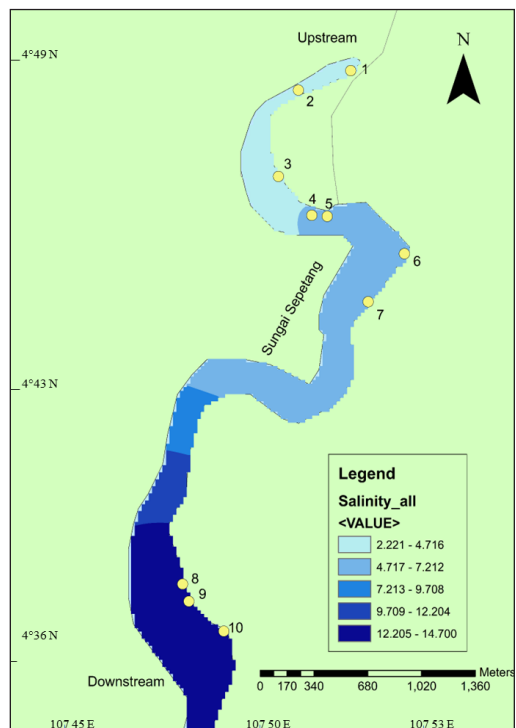 Upstream
N
4°49 N
1
2
3
4
5
6
7
Sungai Sepetang
4°43 N
Legend
Salinity_all
<VALUE>
2.221 - 4.716
4.717 - 7.212
7.213 - 9.708
9.709 - 12.204
12.205 - 14.700
8
9
10
4°36 N
Downstream
Meters
0 170 340 680 1,020 1,360
107 45 E 107 50 E 107 53 E